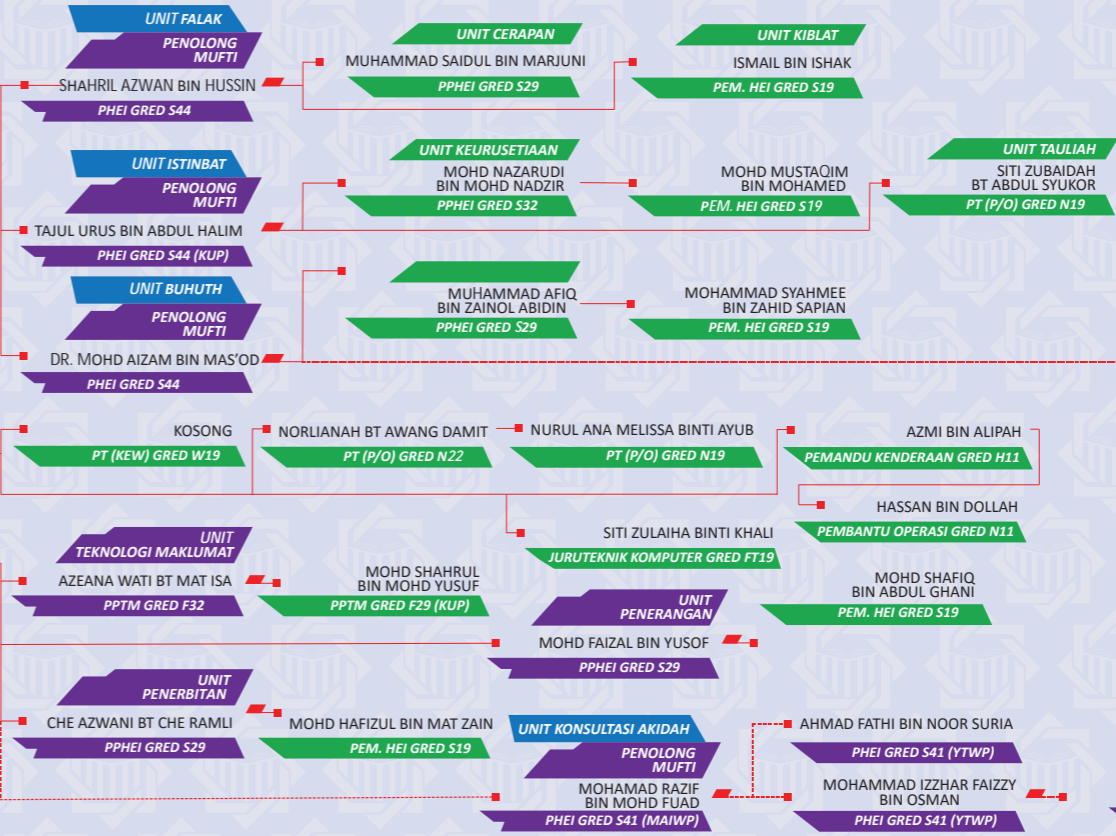 UNIT FALAK
PENOLONG
MUFTI
SHAHRIL AZWAN BIN HUSSIN
PHEI GRED S44
UNIT CERAPAN
MUHAMMAD SAIDUL BIN MARJUNI
PPHEI GRED S29
UNIT KIBLAT
ISMAIL BIN ISHAK
PEM. HEI GRED S19
UNIT ISTINBAT
PENOLONG
MUFTI
TAJUL URUS BIN ABDUL HALIM
PHEI GRED S44 (KUP)
UNIT KEURUSETIAAN
MOHD NAZARUDI
BIN MOHD NADZIR
PPHEI GRED S32
MOHD MUSTAQIM
BIN MOHAMED
PEM. HEI GRED S19
UNIT TAULIAH
SITI ZUBAIDAH
BT ABDUL SYUKOR
PT (P/O) GRED N19
UNIT BUHUTH
PENOLONG
MUFTI
DR. MOHD AIZAM BIN MAS'OD
PHEI GRED S44
MUHAMMAD AFIQ
BIN ZAINOL ABIDIN
PPHEI GRED S29
MOHAMMAD SYAHMEE
BIN ZAHID SAPIAN
PEM. HEI GRED S19
KOSONG
PT (KEW) GRED W19
NORLIANAH BT AWANG DAMIT
PT (P/O) GRED N22
NURUL ANA MELISSA BINTI AYUB
PT (P/O) GRED N19
AZMI BIN ALIPAH
PEMANDU KENDERAAN GRED H11
HASSAN BIN DOLLAH
PEMBANTU OPERASI GRED N11
SITI ZULAIHA BINTI KHALI
JURUTEKNIK KOMPUTER GRED FT19
UNIT
TEKNOLOGI MAKLUMAT
AZEANA WATI BT MAT ISA
PPTM GRED F32
MOHD SHAHRUL
BIN MOHD YUSUF
PPTM GRED F29 (KUP)
UNIT
PENERANGAN
MOHD FAIZAL BIN YUSOF
PPHEI GRED S29
MOHD SHAFIQ
BIN ABDUL GHANI
PEM. HEI GRED S19
UNIT
PENERBITAN
CHE AZWANI BT CHE RAMLI
PPHEI GRED S29
MOHD HAFIZUL BIN MAT ZAIN
PEM. HEI GRED S19
UNIT KONSULTASI AKIDAH
PENOLONG
MUFTI
MOHAMAD RAZIF
BIN MOHD FUAD
PHEI GRED S41 (MAIWP)
AHMAD FATHI BIN NOOR SURIA
PHEI GRED S41 (YTWP)
MOHAMMAD IZZHAR FAIZZY
BIN OSMAN
PHEI GRED S41 (YTWP)